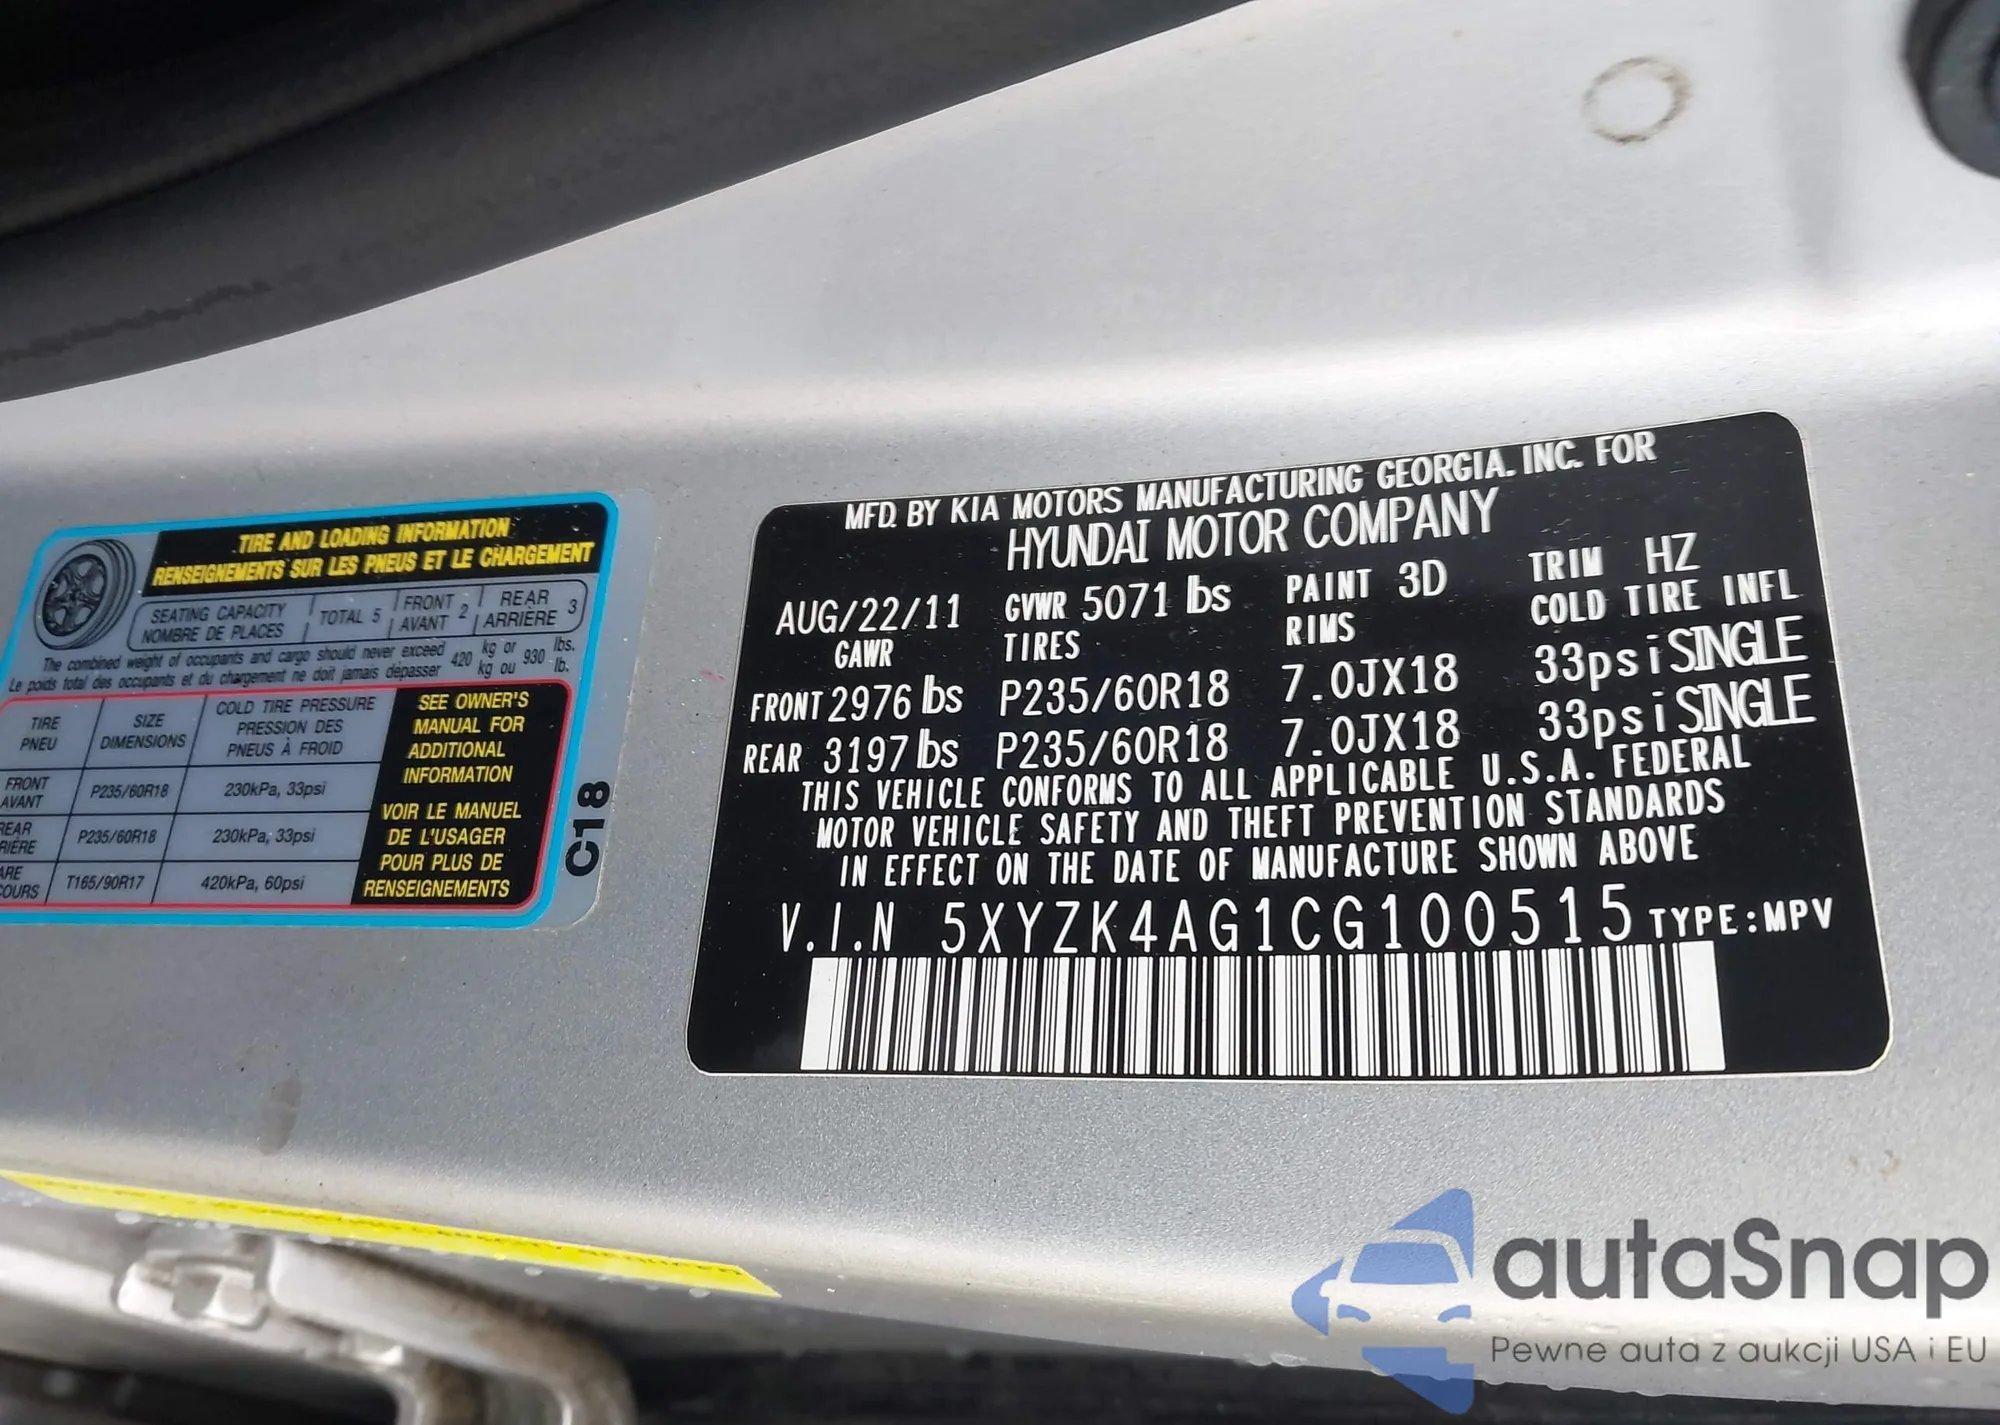 TIRE AND LOADING INFORMATION
RENSEIGNEMENTS SUR LES PNEUS ET LE CHARGEMENT
SEATING CAPACITY
NOMBRE DE PLACES
TOTAL 5
FRONT
AVANT
2
REAR
ARRIÈRE
3
The combined weight of occupants and cargo should never exceed 420 kg or 930 lbs.
Le poids total des occupants et du chargement ne doit jamais dépasser kg ou lb.
TIRE
PNEU
SIZE
DIMENSIONS
COLD TIRE PRESSURE
PRESSION DES
PNEUS À FROID
FRONT
AVANT
P235/60R18
230kPa, 33psi
REAR
P235/60R18
230kPa, 33psi
T165/90R17
420kPa, 60psi
SEE OWNER'S
MANUAL FOR
ADDITIONAL
INFORMATION
VOIR LE MANUEL
DE L'USAGER
POUR PLUS DE
RENSEIGNEMENTS
C18
MFD. BY KIA MOTORS MANUFACTURING GEORGIA. INC. FOR
HYUNDAI MOTOR COMPANY
AUG/22/11 GVWR 5071 lbs PAINT 3D TRIM HZ
GAWR TIRES RIMS COLD TIRE INFL
FRONT 2976 lbs P235/60R18 7.0JX18 33psi SINGLE
REAR 3197 lbs P235/60R18 7.0JX18 33psi SINGLE
THIS VEHICLE CONFORMS TO ALL APPLICABLE U.S.A. FEDERAL
MOTOR VEHICLE SAFETY AND THEFT PREVENTION STANDARDS
IN EFFECT ON THE DATE OF MANUFACTURE SHOWN ABOVE
V.I.N 5XYZK4AG1CG100515 TYPE:MPV
autaSnap
Pewne auta z aukcji USA i EU